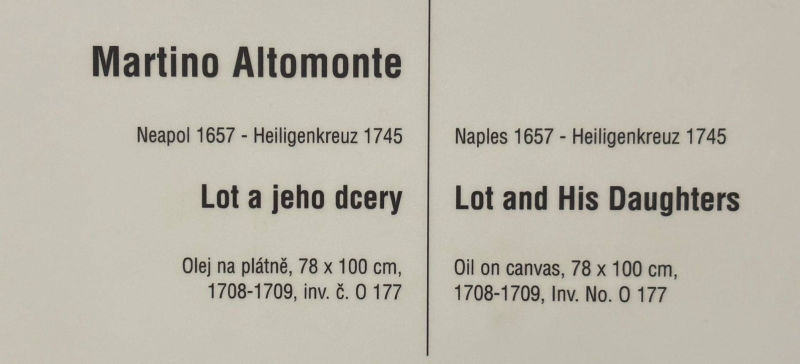 Martino Altomonte
Neapol 1657 - Heiligenkreuz 1745
Lot a jeho dcery
Olej na plátně, 78 x 100 cm,
1708-1709, inv. č. O 177
Naples 1657 - Heiligenkreuz 1745
Lot and His Daughters
Oil on canvas, 78 x 100 cm,
1708-1709, Inv. No. O 177